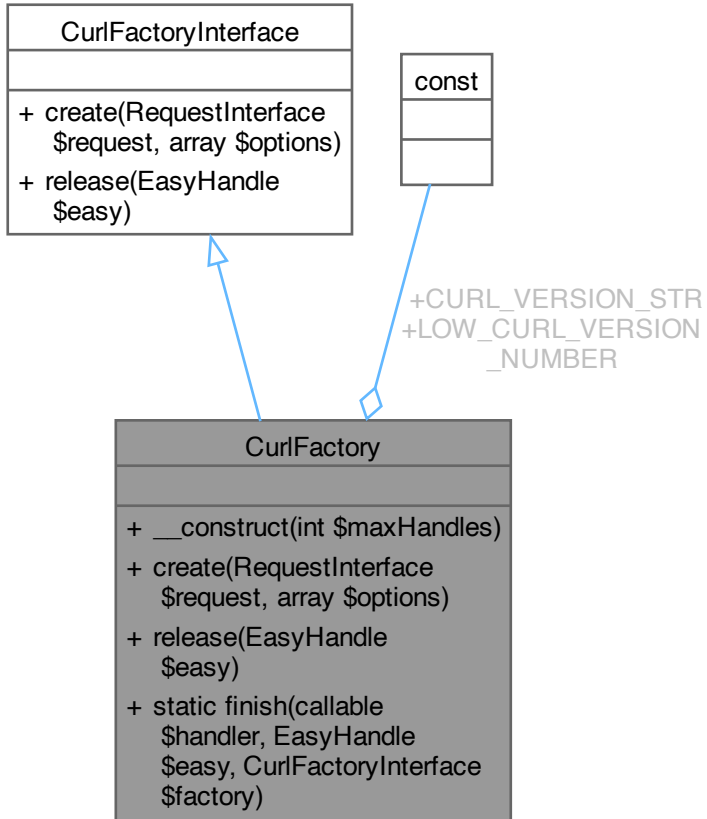 CurlFactoryInterface
+ create(RequestInterface
$request, array $options)
+ release(EasyHandle
$easy)
const
+CURL_VERSION_STR
+LOW_CURL_VERSION
_NUMBER
CurlFactory
+ __construct(int $maxHandles)
+ create(RequestInterface
$request, array $options)
+ release(EasyHandle
$easy)
+ static finish(callable
$handler, EasyHandle
$easy, CurlFactoryInterface
$factory)